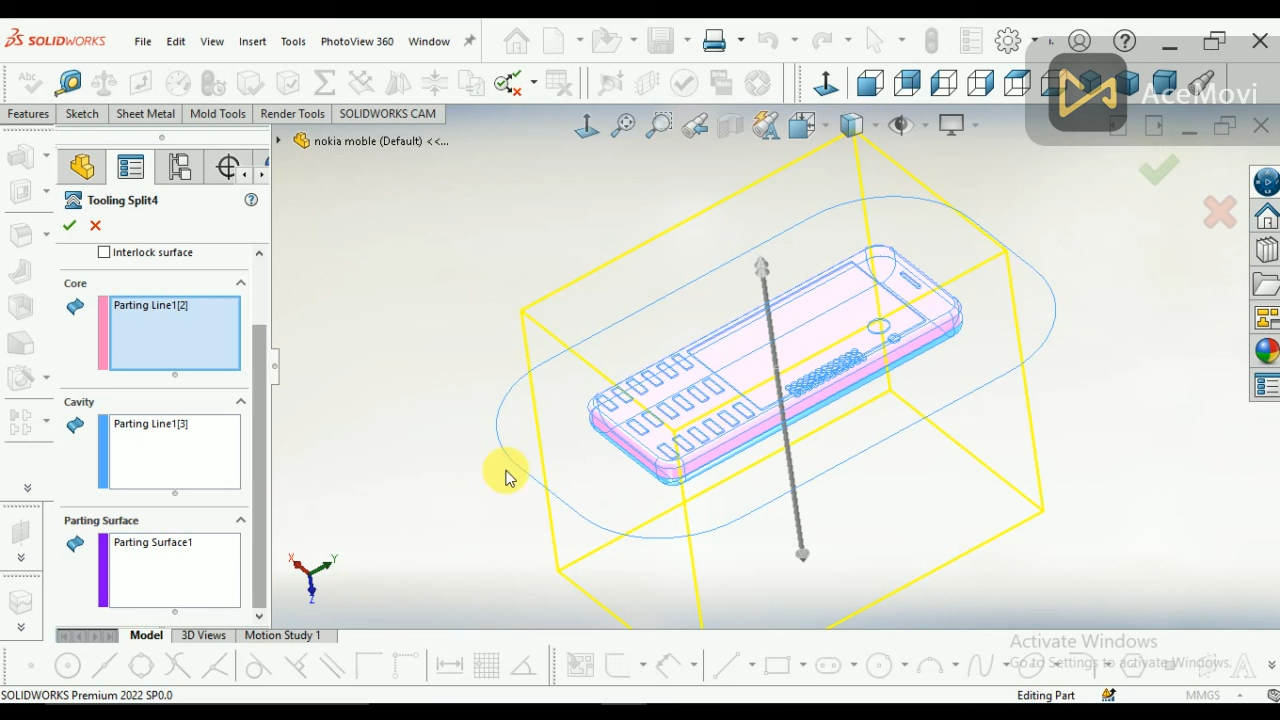 SOLIDWORKS File Edit View Insert Tools PhotoView 360 Window
AceMovi
Features Sketch Sheet Metal Mold Tools Render Tools SOLIDWORKS CAM
nokia moble (Default) <<...
Tooling Split4
Interlock surface
Core
Parting Line1[2]
Cavity
Parting Line1[3]
Parting Surface
Parting Surface1
X
Y
Z
Model 3D Views Motion Study 1
Activate Windows
Go to Settings to activate Windows.
SOLIDWORKS Premium 2022 SP0.0
Editing Part
MMGS